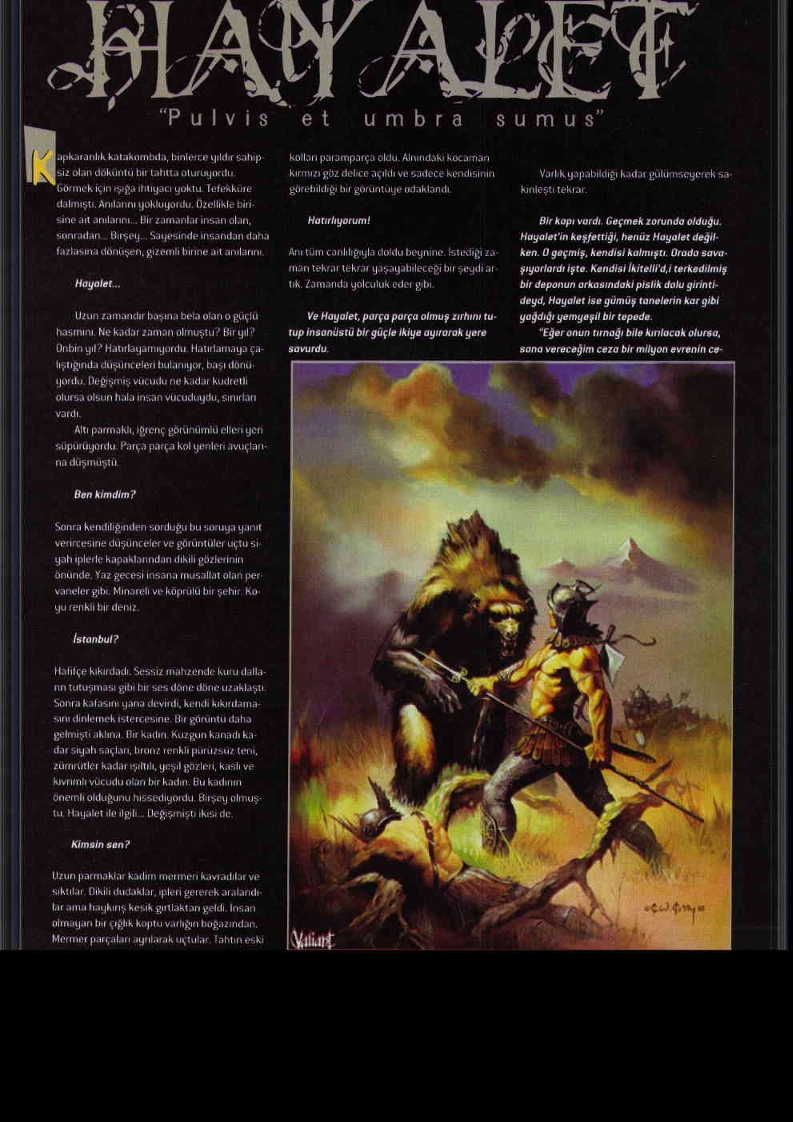 HAYALET
"Pulvis et umbra sumus"
Kapkaranlık katakombda, binlerce yıldır sahip-
siz olan döküntü bir tahtta oturuyordu.
Görmek için ışığa ihtiyacı yoktu. Tefekküre
dalmıştı. Anılarını yokluyordu. Özellikle biri-
sine ait anılarını... Bir zamanlar insan olan,
sonradan... Birşey... Sayesinde insandan daha
fazlasına dönüşen, gizemli birine ait anılarını.
Hayalet...
Uzun zamandır başına bela olan o güçlü
hasmını. Ne kadar zaman olmuştu? Bir yıl?
Onbin yıl? Hatırlayamıyordu. Hatırlamaya ça-
lıştığında düşünceleri bulanıyor, başı dönü-
yordu. Değişmiş vücudu ne kadar kudretli
olursa olsun hala insan vücuduydu, sınırları
vardı.
Altı parmaklı, iğrenç görünümlü elleri yeri
süpürüyordu. Parça parça kol yenleri avuçları-
na düşmüştü.
Ben kimdim?
Sonra kendiliğinden sorduğu bu soruya yanıt
verircesine düşünceler ve görüntüler uçtu si-
yah iplerle kapaklarından dikili gözlerinin
önünde. Yaz gecesi insana musallat olan per-
vaneler gibi. Minareli ve köprülü bir şehir. Ko-
yu renkli bir deniz.
İstanbul?
Hafifçe kıkırdadı. Sessiz mahzende kuru dalla-
rın tutuşması gibi bir ses döne döne uzaklaştı.
Sonra kafasını yana devirdi, kendi kıkırdama-
sını dinlemek istercesine. Bir görüntü daha
gelmişti aklına. Bir kadın. Kuzgun kanadı ka-
dar siyah saçları, bronz renkli pürüzsüz teni,
zümrütler kadar ışıltılı, yeşil gözleri, kaslı ve
kıvrımlı vücudu olan bir kadın. Bu kadının
önemli olduğunu hissediyordu. Birşey olmuş-
tu. Hayalet ile ilgili... Değişmişti ikisi de.
Kimsin sen?
Uzun parmaklar kadim mermeri kavradılar ve
sıktılar. Dikili dudaklar, ipleri gererek aralandı-
lar ama haykırış kesik gırtlaktan geldi. İnsan
olmayan bir çığlık koptu varlığın boğazından.
Mermer parçaları ayrılarak uçtular. Tahtın eski
kolları paramparça oldu. Alnındaki kocaman
kırmızı göz delice açıldı ve sadece kendisinin
görebildiği bir görüntüye odaklandı.
Hatırlıyorum!
Anı tüm canlılığıyla doldu beynine. İstediği za-
man tekrar tekrar yaşayabileceği bir şeydi ar-
tık. Zamanda yolculuk eder gibi.
Ve Hayalet, parça parça olmuş zırhını tu-
tup insanüstü bir güçle ikiye ayırarak yere
savurdu.
Varlık yapabildiği kadar gülümseyerek sa-
kinleşti tekrar.
Bir kapı vardı. Geçmek zorunda olduğu.
Hayalet'in keşfettiği, henüz Hayalet değil-
ken. O geçmiş, kendisi kalmıştı. Orada sava-
şıyorlardı işte. Kendisi İkitelli'd,i terkedilmiş
bir deponun arkasındaki pislik dolu girinti-
deyd, Hayalet ise gümüş tanelerin kar gibi
yağdığı yemyeşil bir tepede.
"Eğer onun tırnağı bile kırılacak olursa,
sana vereceğim ceza bir milyon evrenin ce-
Valiant